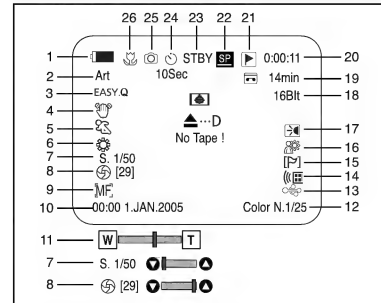 26 25 24 23 22 21
1 STBY SP 0:00:11 20
2 Art 10Sec 14min 19
3 EASY.Q 16BIt 18
4
5 ...D 17
6 No Tape ! 16
7 S. 1/50 15
8 [29] 14
9 MF 13
10 00:00 1.JAN.2005 Color N.1/25 12
11 W T
7 S. 1/50
8 [29]